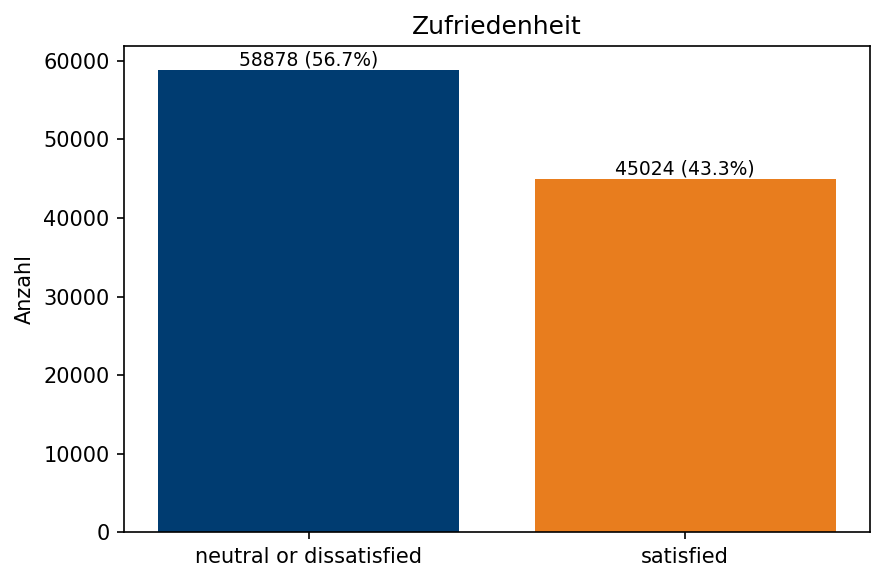 Zufriedenheit
58878 (56.7%)
45024 (43.3%)
60000
50000
40000
30000
20000
10000
0
Anzahl
neutral or dissatisfied
satisfied